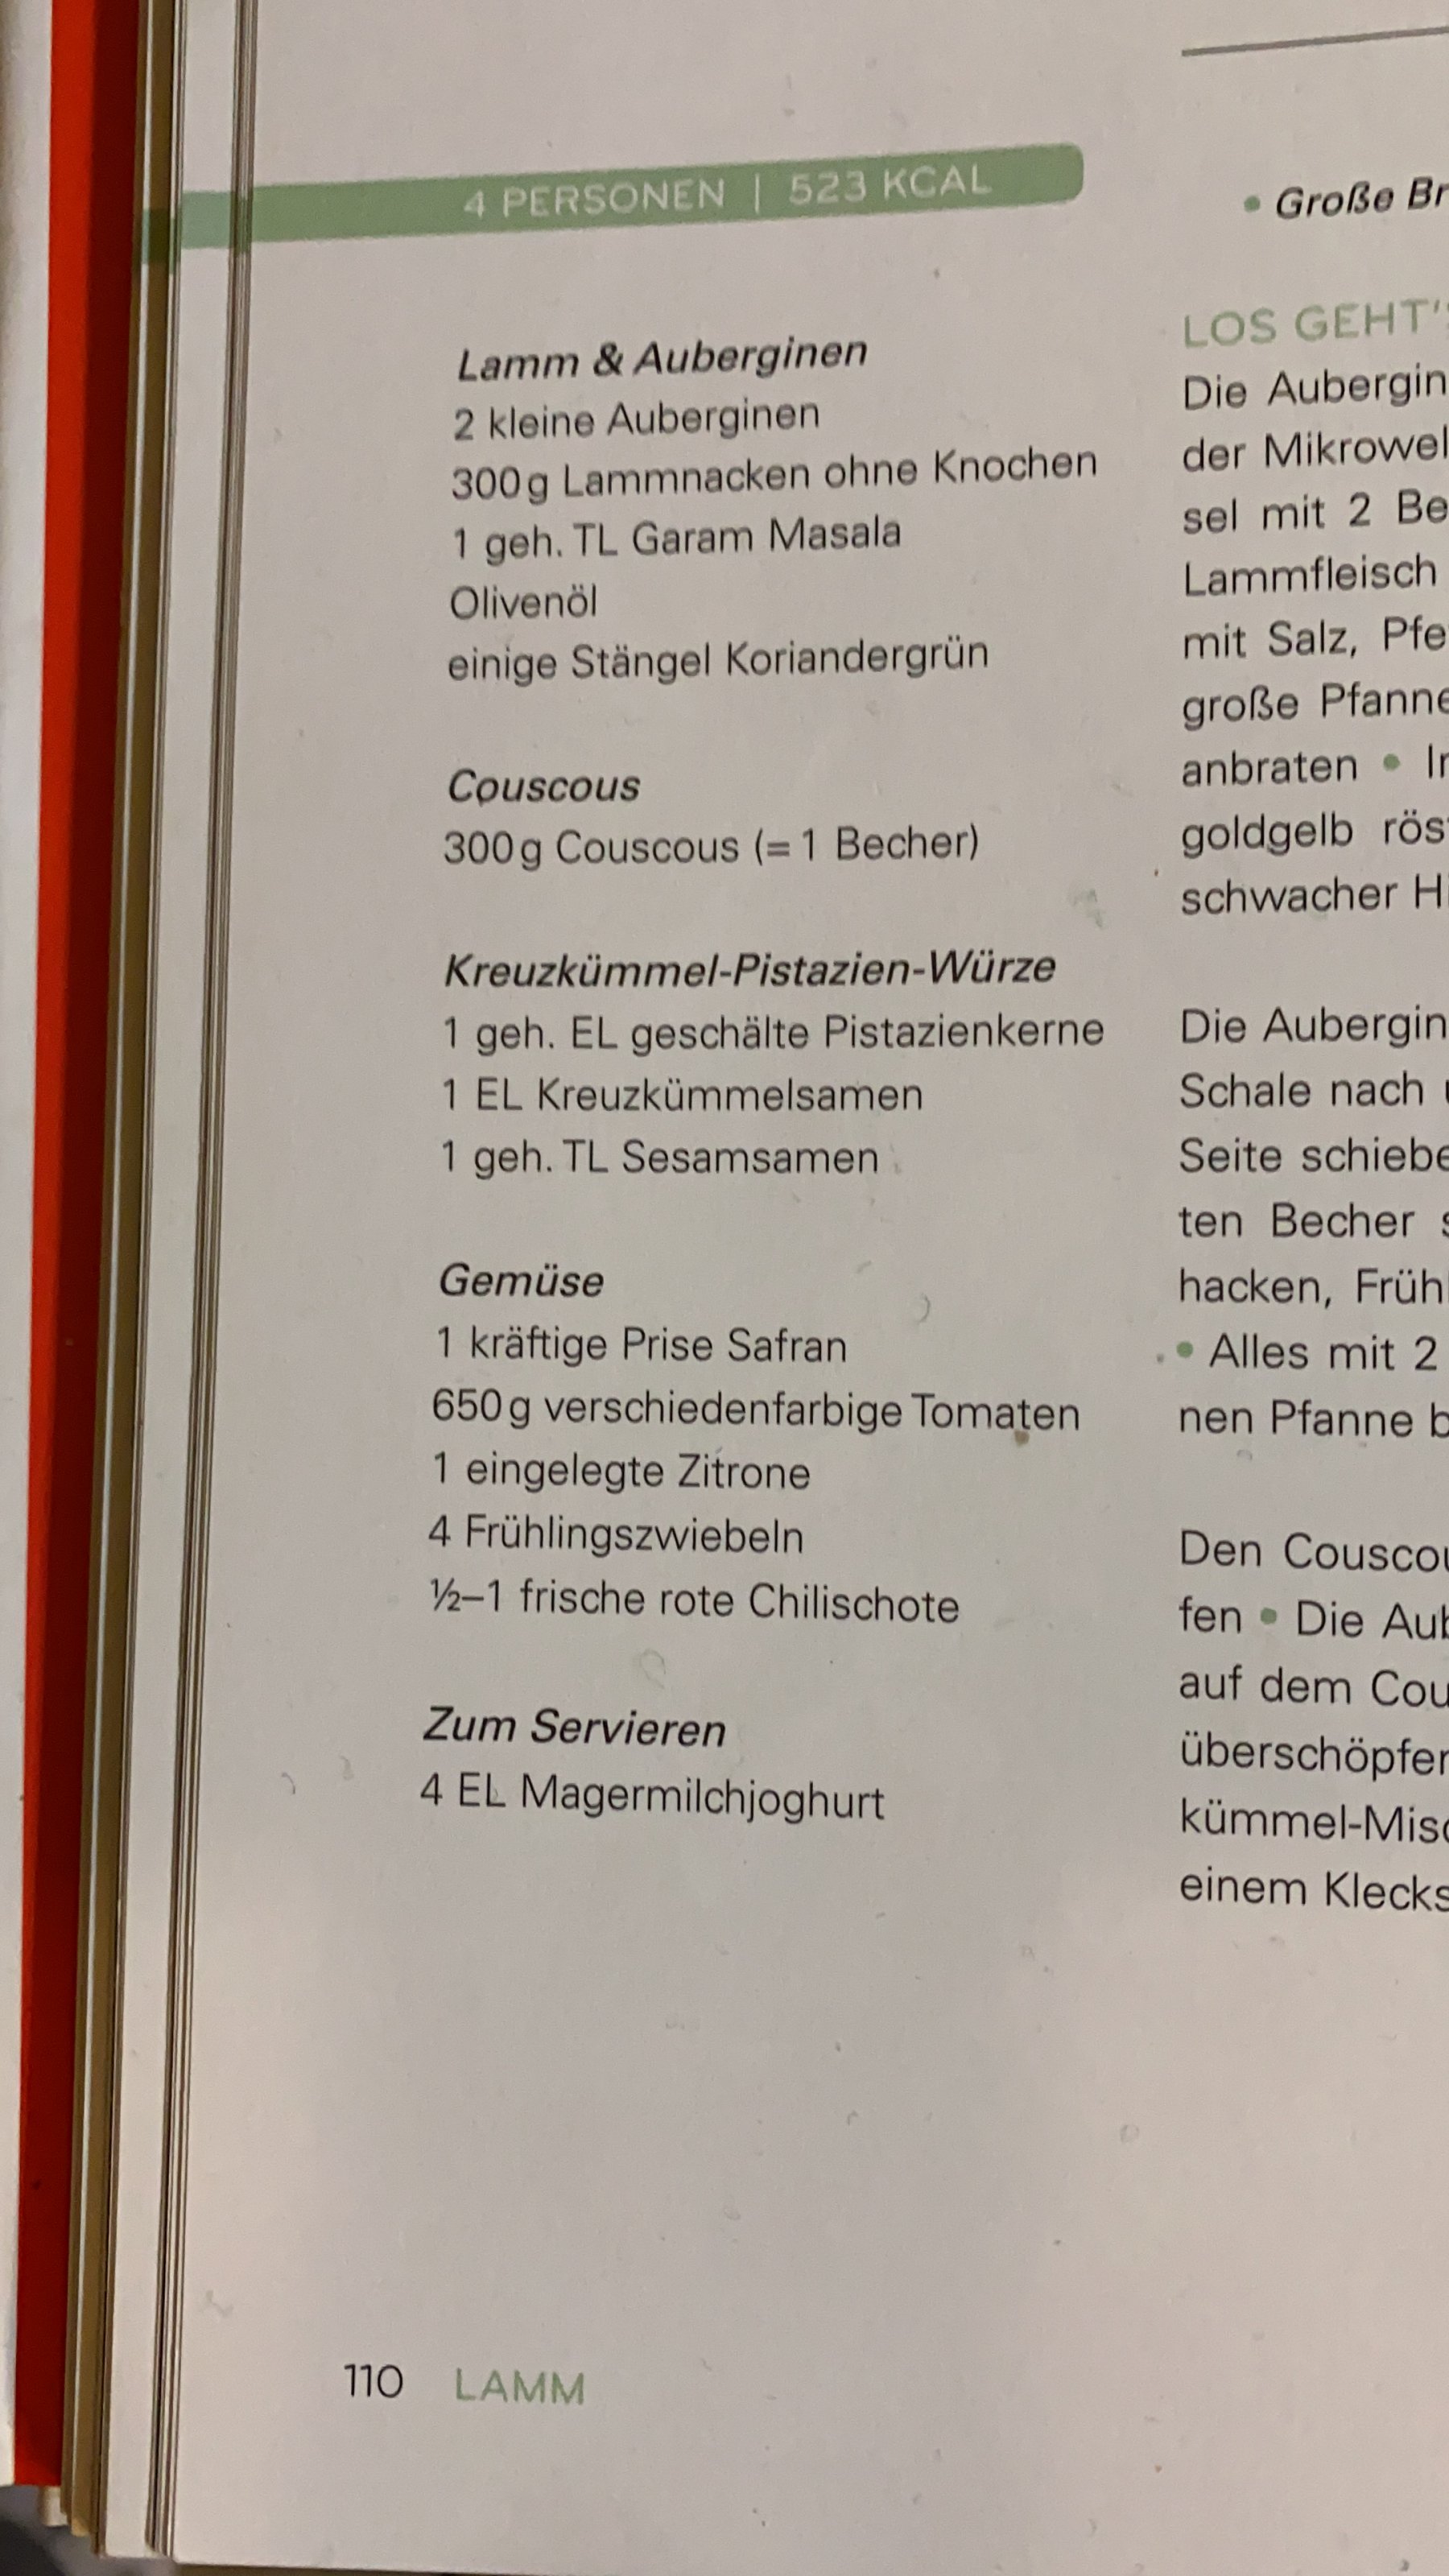 4 PERSONEN | 523 KCAL
Lamm & Auberginen
2 kleine Auberginen
300 g Lammnacken ohne Knochen
1 geh. TL Garam Masala
Olivenöl
einige Stängel Koriandergrün
Couscous
300 g Couscous (= 1 Becher)
Kreuzkümmel-Pistazien-Würze
1 geh. EL geschälte Pistazienkerne
1 EL Kreuzkümmelsamen
1 geh. TL Sesamsamen
Gemüse
1 kräftige Prise Safran
650 g verschiedenfarbige Tomaten
1 eingelegte Zitrone
4 Frühlingszwiebeln
½–1 frische rote Chilischote
Zum Servieren
4 EL Magermilchjoghurt
110 LAMM
• Große Br
LOS GEHT'
Die Aubergin
der Mikrowel
sel mit 2 Be
Lammfleisch
mit Salz, Pfe
große Pfanne
anbraten • In
goldgelb rös
schwacher Hi
Die Aubergin
Schale nach
Seite schiebe
ten Becher s
hacken, Früh
• Alles mit 2
nen Pfanne b
Den Couscou
fen • Die Aub
auf dem Cou
überschöpfen
kümmel-Misc
einem Klecks